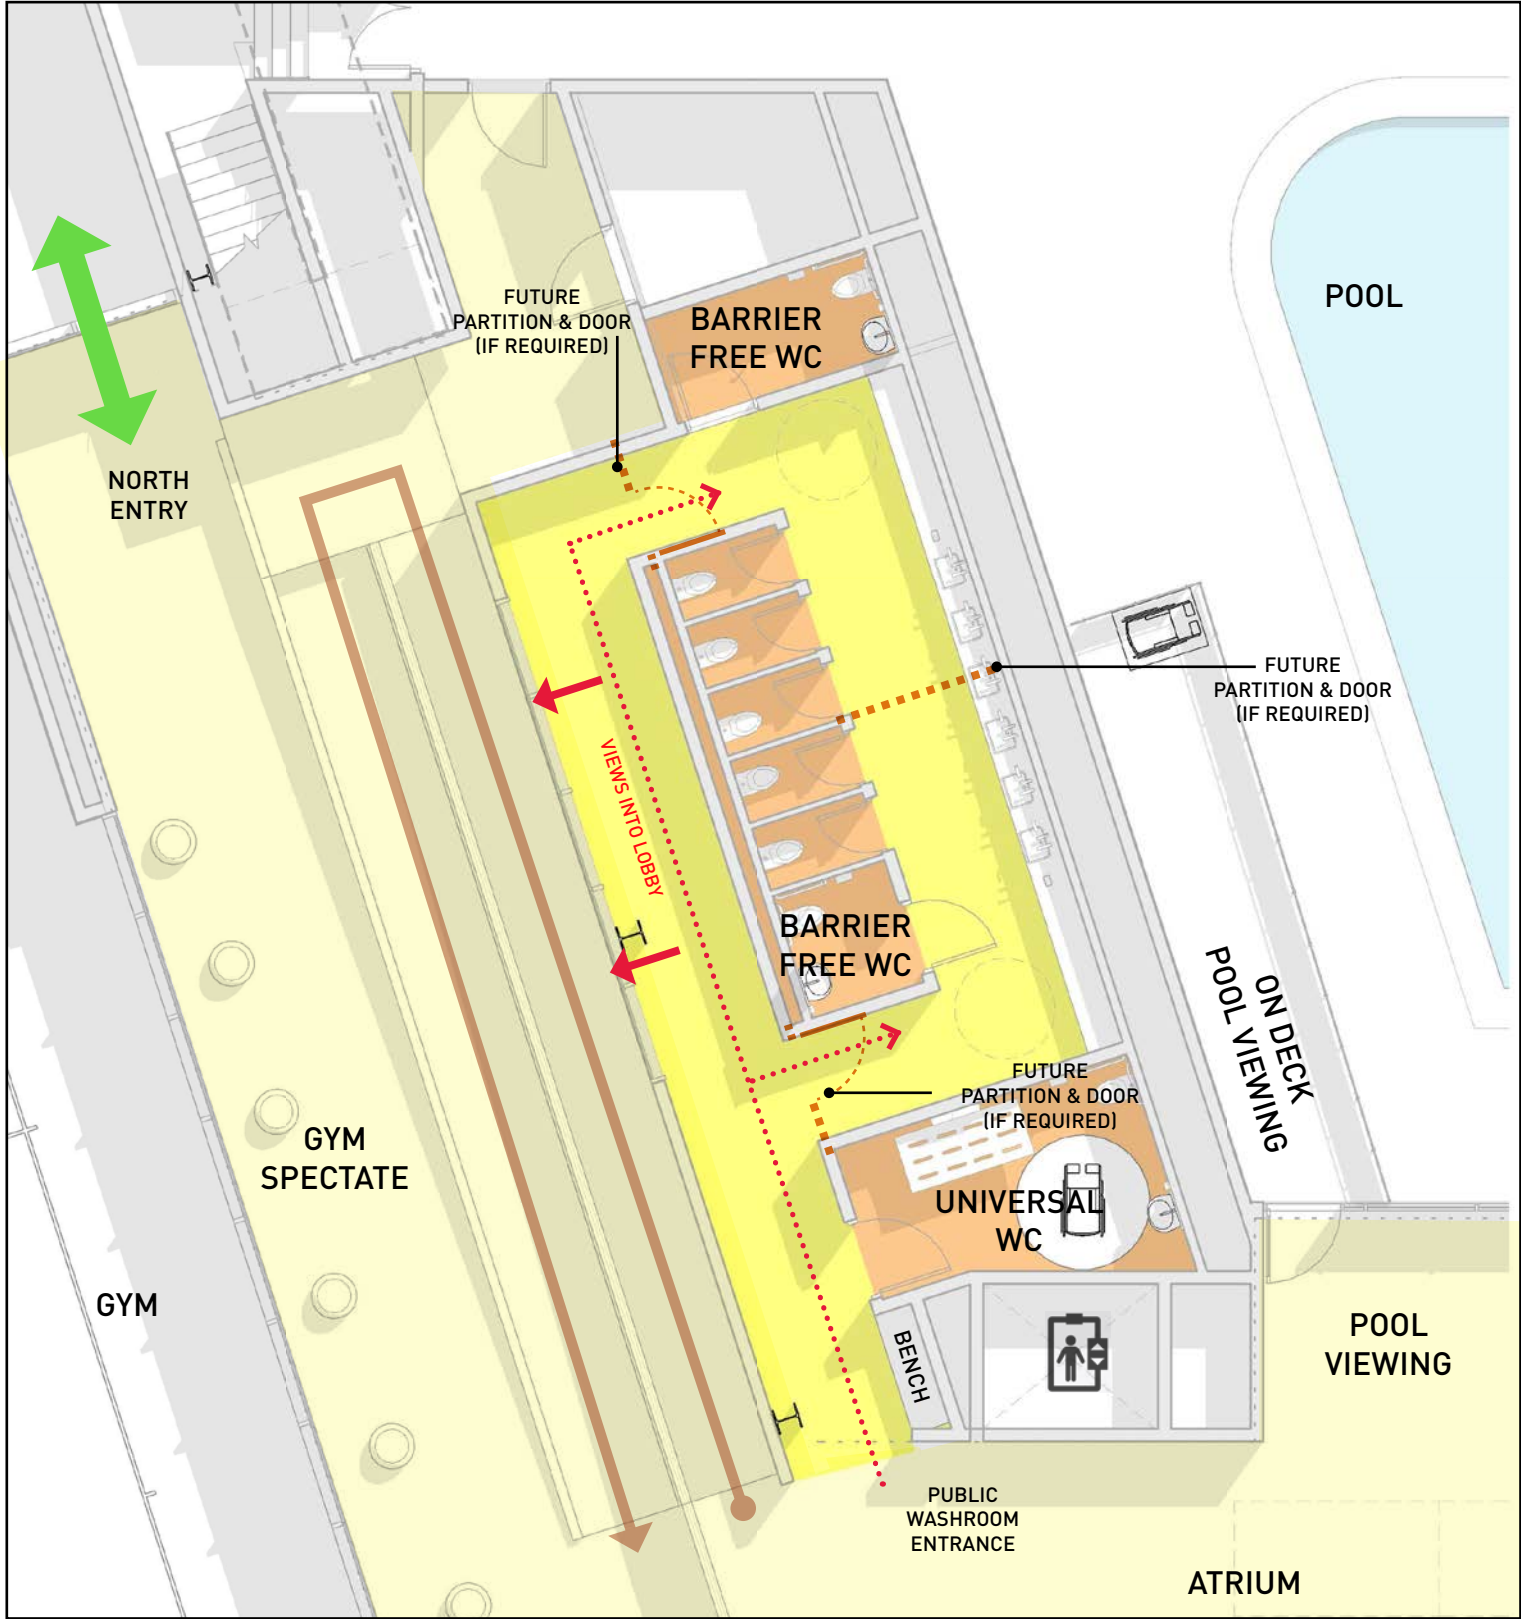 POOL
FUTURE
PARTITION & DOOR
(IF REQUIRED)
BARRIER
FREE WC
NORTH
ENTRY
FUTURE
PARTITION & DOOR
(IF REQUIRED)
VIEWS INTO LOBBY
BARRIER
FREE WC
ON DECK
POOL VIEWING
FUTURE
PARTITION & DOOR
(IF REQUIRED)
GYM
SPECTATE
UNIVERSAL
WC
GYM
BENCH
POOL
VIEWING
PUBLIC
WASHROOM
ENTRANCE
ATRIUM